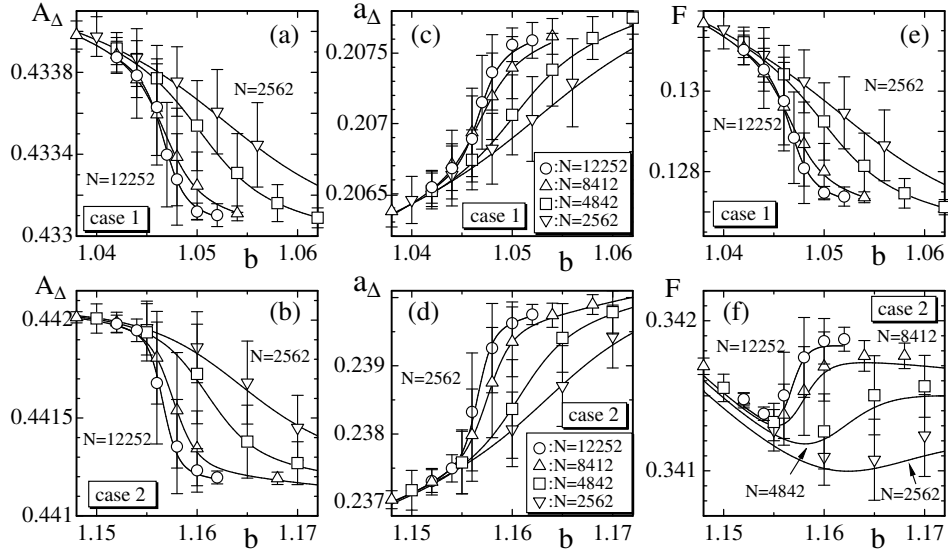 A_Δ
0.4338
0.4334
0.433
(a)
N=2562
N=12252
case 1
1.04
1.05
1.06
b
a_Δ
0.2075
0.207
0.2065
(c)
○:N=12252
△:N=8412
□:N=4842
▽:N=2562
case 1
1.04
1.05
1.06
b
F
0.13
0.128
(e)
N=2562
N=12252
case 1
1.04
1.05
1.06
b
A_Δ
0.442
0.4415
0.441
(b)
N=2562
N=12252
case 2
1.15
1.16
1.17
b
a_Δ
0.239
0.238
0.237
(d)
N=2562
case 2
○:N=12252
△:N=8412
□:N=4842
▽:N=2562
1.15
1.16
1.17
b
F
0.342
0.341
(f)
case 2
N=8412
N=12252
N=4842
N=2562
1.15
1.16
1.17
b